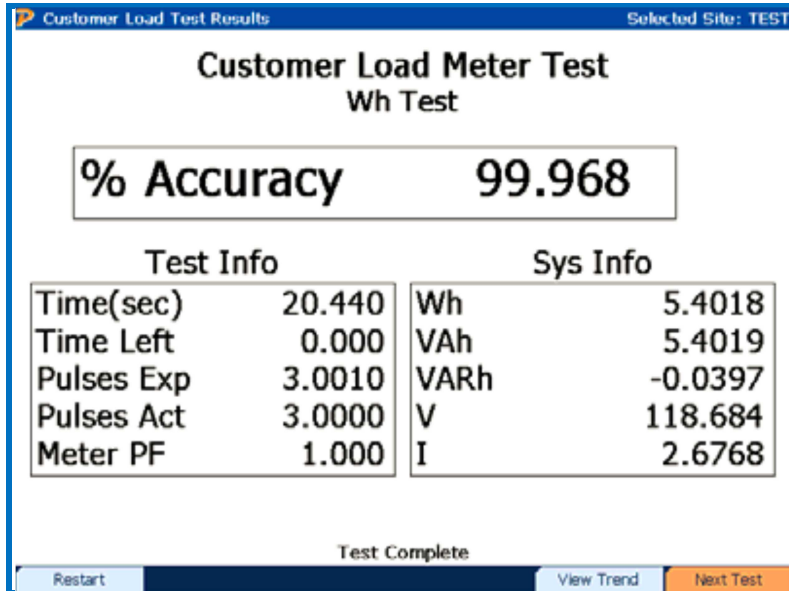 Customer Load Test Results Selected Site: TEST
Customer Load Meter Test
Wh Test
% Accuracy 99.968
Test Info
Time(sec) 20.440
Time Left 0.000
Pulses Exp 3.0010
Pulses Act 3.0000
Meter PF 1.000
Sys Info
Wh 5.4018
VAh 5.4019
VARh -0.0397
V 118.684
I 2.6768
Test Complete
Restart View Trend Next Test